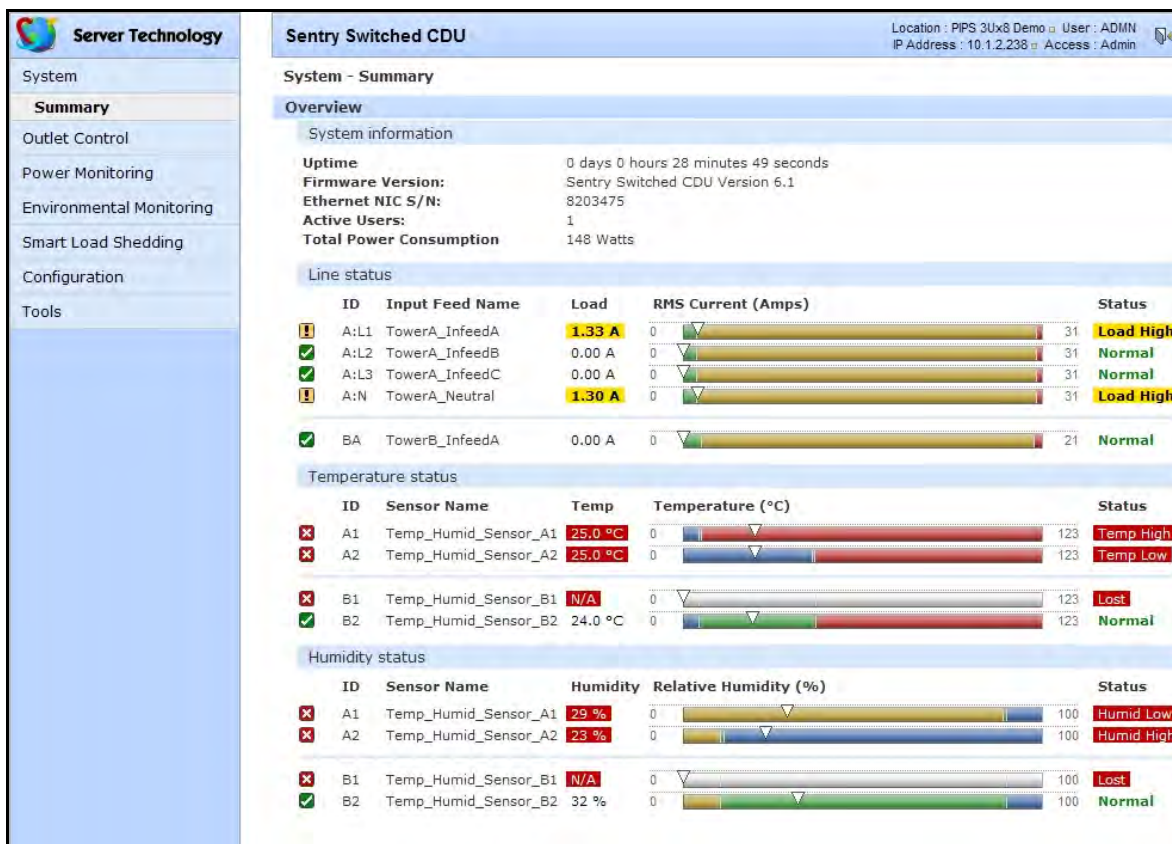 Server Technology
Sentry Switched CDU
Location : PIPS 3Ux8 Demo User : ADMN
IP Address : 10.1.2.238 Access : Admin
System
Summary
Outlet Control
Power Monitoring
Environmental Monitoring
Smart Load Shedding
Configuration
Tools
System - Summary
Overview
System information
Uptime 0 days 0 hours 28 minutes 49 seconds
Firmware Version: Sentry Switched CDU Version 6.1
Ethernet NIC S/N: 8203475
Active Users: 1
Total Power Consumption 148 Watts
Line status
ID Input Feed Name Load RMS Current (Amps) Status
A:L1 TowerA_InfeedA 1.33 A 0 31 Load High
A:L2 TowerA_InfeedB 0.00 A 0 31 Normal
A:L3 TowerA_InfeedC 0.00 A 0 31 Normal
A:N TowerA_Neutral 1.30 A 0 31 Load High
BA TowerB_InfeedA 0.00 A 0 21 Normal
Temperature status
ID Sensor Name Temp Temperature (°C) Status
A1 Temp_Humid_Sensor_A1 25.0 °C 0 123 Temp High
A2 Temp_Humid_Sensor_A2 25.0 °C 0 123 Temp Low
B1 Temp_Humid_Sensor_B1 N/A 0 123 Lost
B2 Temp_Humid_Sensor_B2 24.0 °C 0 123 Normal
Humidity status
ID Sensor Name Humidity Relative Humidity (%) Status
A1 Temp_Humid_Sensor_A1 29 % 0 100 Humid Low
A2 Temp_Humid_Sensor_A2 23 % 0 100 Humid High
B1 Temp_Humid_Sensor_B1 N/A 0 100 Lost
B2 Temp_Humid_Sensor_B2 32 % 0 100 Normal